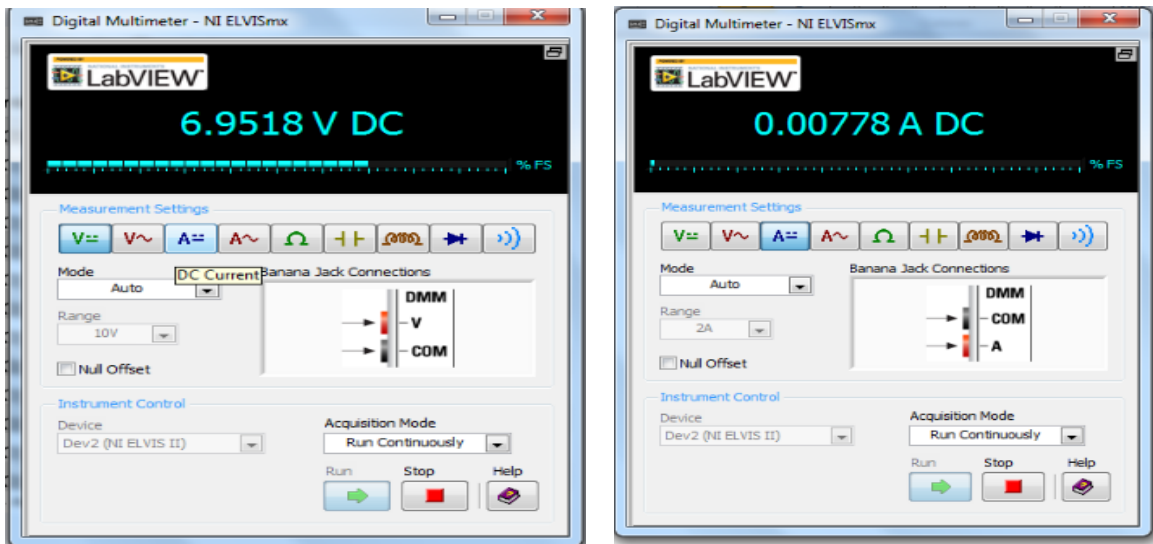 Digital Multimeter - NI ELVISmx
LabVIEW
6.9518 V DC
% FS
Measurement Settings
V
V
A
A
Ω
Mode
DC Current
Banana Jack Connections
Auto
DMM
Range
V
10V
COM
Null Offset
Instrument Control
Device
Acquisition Mode
Dev2 (NI ELVIS II)
Run Continuously
Run
Stop
Help
Digital Multimeter - NI ELVISmx
LabVIEW
0.00778 A DC
% FS
Measurement Settings
V
V
A
A
Ω
Mode
Banana Jack Connections
Auto
DMM
Range
COM
2A
A
Null Offset
Instrument Control
Device
Acquisition Mode
Dev2 (NI ELVIS II)
Run Continuously
Run
Stop
Help